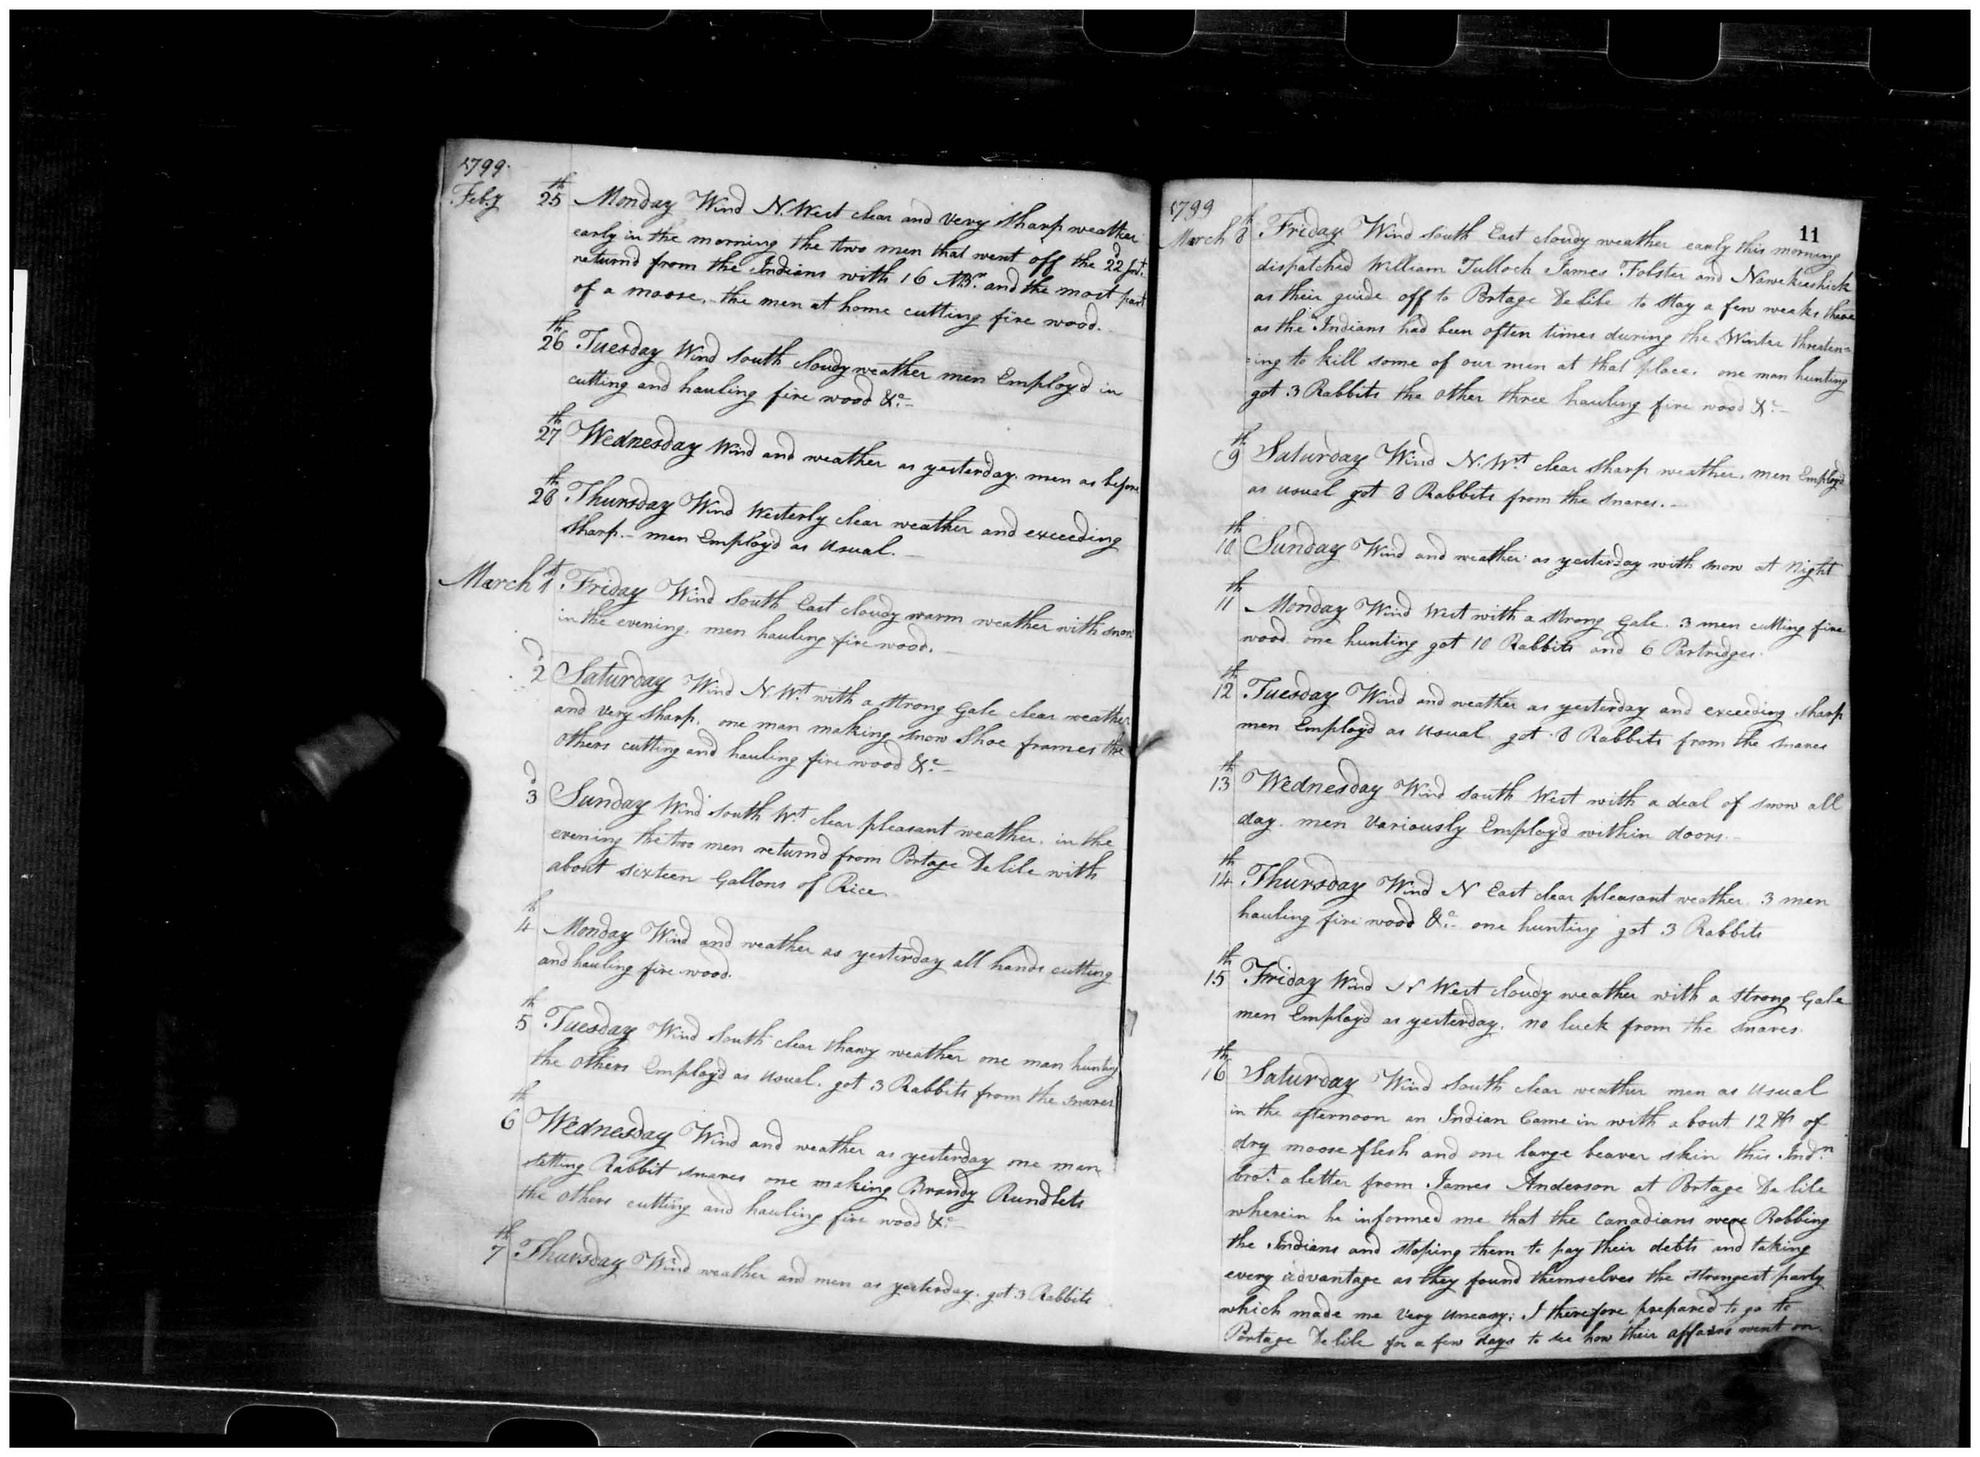 1799
Feby 25th Monday Wind N.West clear and very sharp weather
early in the morning the two men that went off the 22d Inst.
returnd from the Indians with 16 MBr. and the most part
of a moose. the men at home cutting fire wood.
26th Tuesday Wind South cloudy weather men Employd in
cutting and hauling fire wood &c.
27th Wednesday Wind and weather as yesterday. men as before
28th Thursday Wind Westerly clear weather and exceeding
sharp. men Employd as usual.
March 1st Friday Wind South East cloudy warm weather with snow
in the evening. men hauling fire wood.
2d Saturday Wind N.Wt with a strong Gale clear weather
and very sharp. one man making snow shoe frames the
others cutting and hauling fire wood &c.
3d Sunday Wind South Wt clear pleasant weather. in the
evening the two men returnd from Portage De lile with
about sixteen Gallons of Rice
4th Monday Wind and weather as yesterday all hands cutting
and hauling fire wood.
5th Tuesday Wind South clear thawy weather one man hunting
the others Employd as usual. got 3 Rabbits from the snares
6th Wednesday Wind and weather as yesterday one man
setting Rabbit snares one making Brandy Rundlets
the others cutting and hauling fire wood &c.
7th Thursday Wind weather and men as yesterday. got 3 Rabbits
1799
11
March 8th Friday Wind South East cloudy weather early this morning
dispatched William Tulloch James Folster and Nawekeeshick
as their guide off to Portage De lile to stay a few weeks there
as the Indians had been often times during the Winter threaten=
=ing to kill some of our men at that place. one man hunting
got 3 Rabbits the other three hauling fire wood &c.
9th Saturday Wind N.Wt clear sharp weather. men Employd
as usual got 8 Rabbits from the snares.
10th Sunday Wind and weather as yesterday with snow at Night
11th Monday Wind West with a strong Gale. 3 men cutting fire
wood. one hunting got 10 Rabbits and 6 Partridges.
12th Tuesday Wind and weather as yesterday and exceeding sharp
men Employd as usual. got 8 Rabbits from the snares
13th Wednesday Wind South West with a deal of snow all
day. men Variously Employd within doors.
14th Thursday Wind N East clear pleasant weather. 3 men
hauling fire wood &c. one hunting got 3 Rabbits
15th Friday Wind N West cloudy weather with a strong Gale
men Employd as yesterday. no luck from the snares.
16th Saturday Wind South clear weather men as usual
in the afternoon an Indian Came in with about 12 lbs of
dry moose flesh and one large beaver skin this Indn
brot. a letter from James Anderson at Portage De lile
wherein he informed me that the Canadians were Robbing
the Indians and stoping them to pay their debts and taking
every advantage as they found themselves the strongest party
which made me very uneasy; I therefore prepared to go to
Portage De lile for a few days to see how their affairs went on